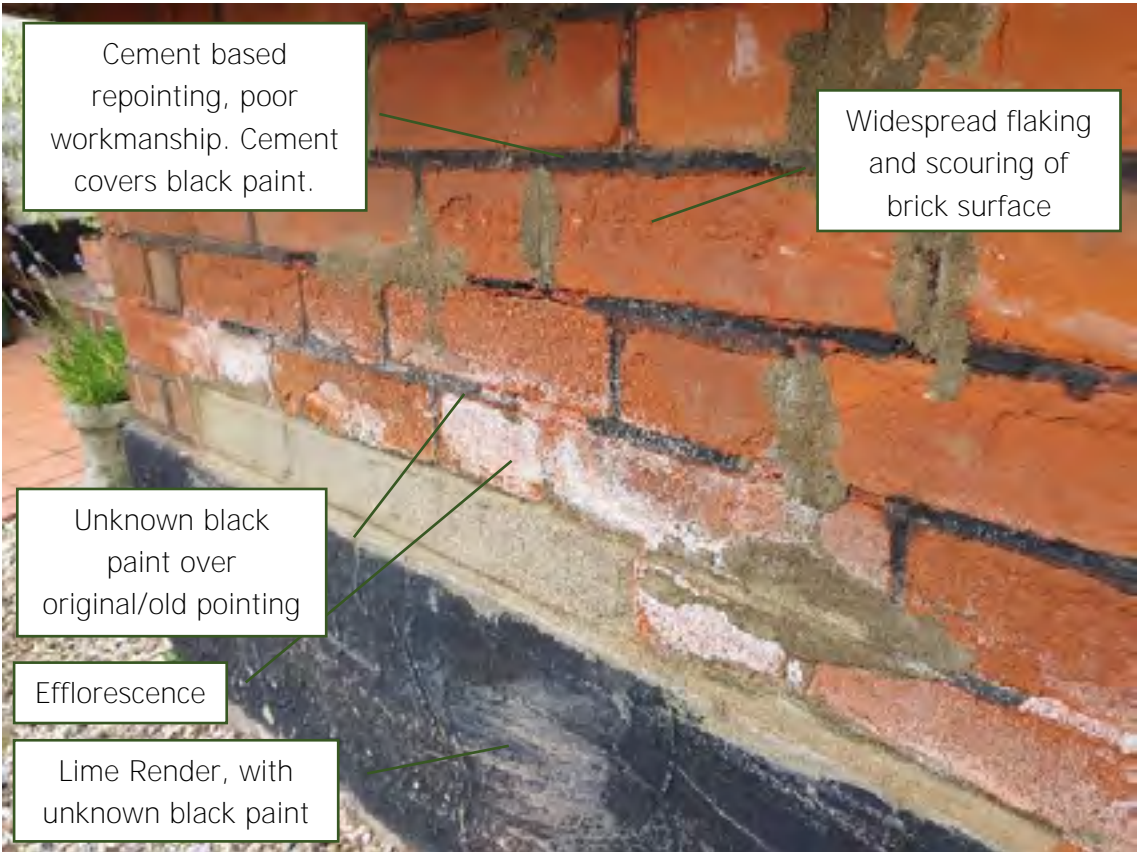 Cement based
repointing, poor
workmanship. Cement
covers black paint.
Widespread flaking
and scouring of
brick surface
Unknown black
paint over
original/old pointing
Efflorescence
Lime Render, with
unknown black paint